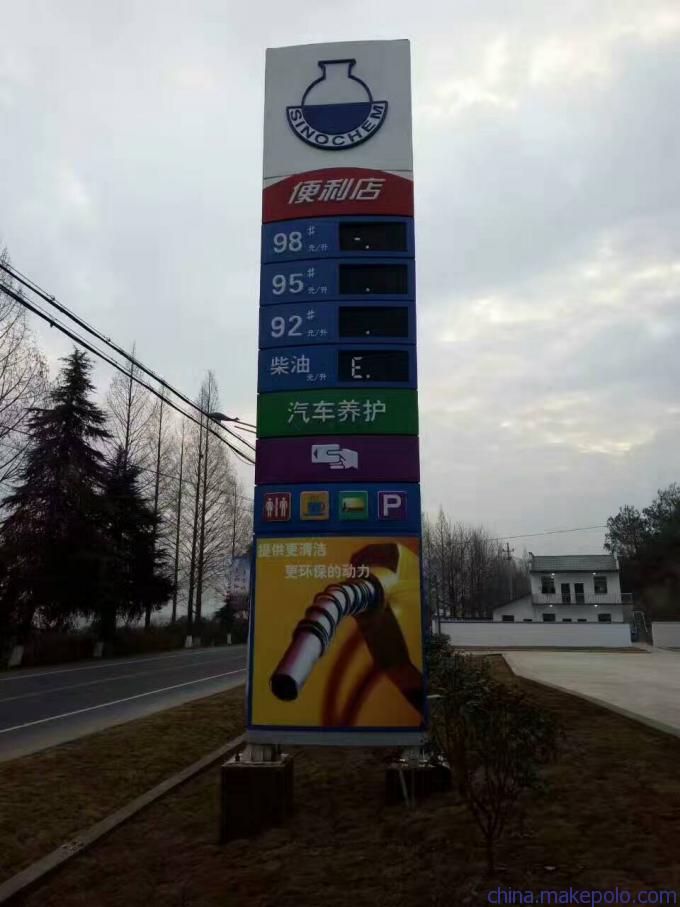 SINOCHEM
便利店
98# 元/升 -.
95# 元/升 .
92# 元/升 .
柴油 元/升 E.
汽车养护
P
提供更清洁
更环保的动力
china.makepolo.com